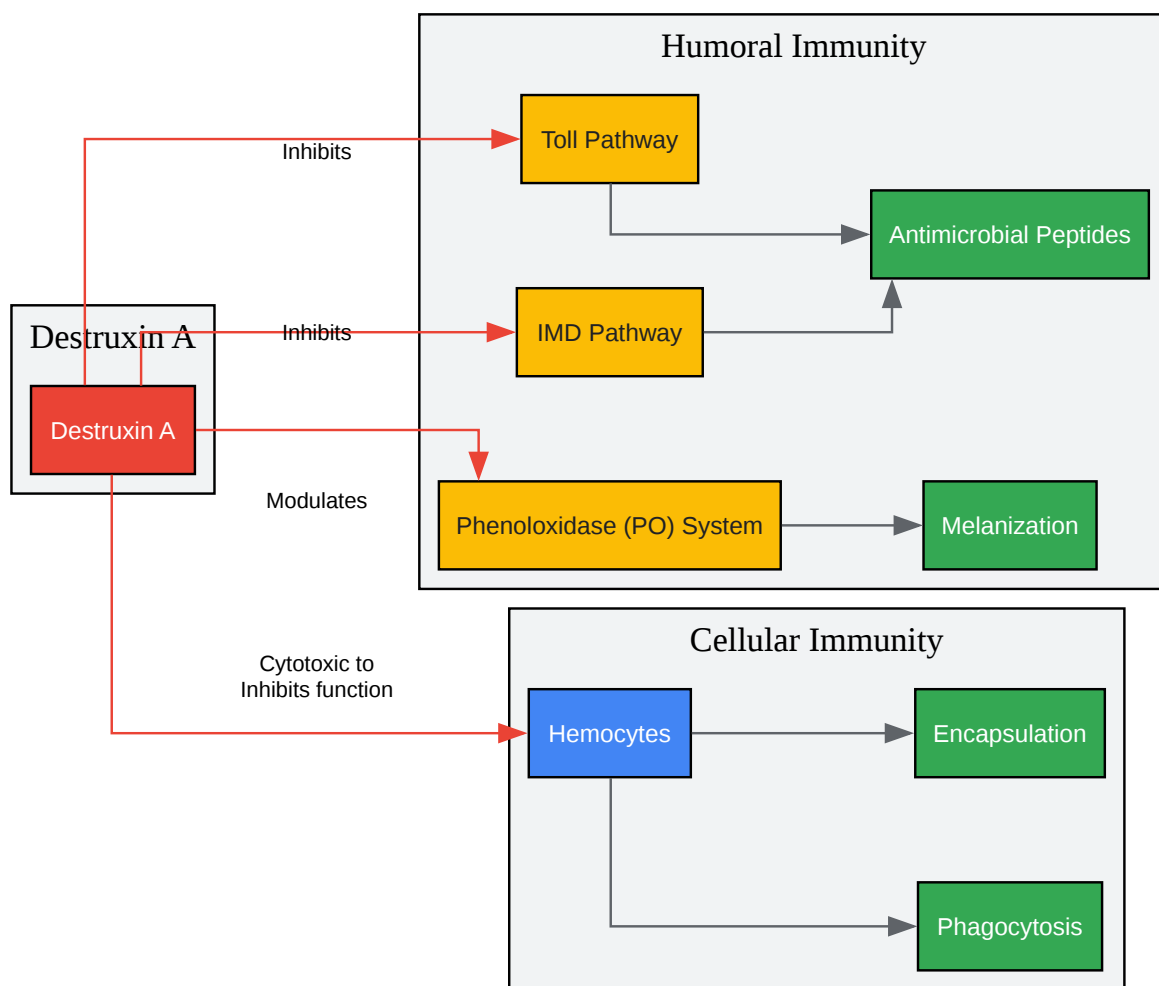 Humoral Immunity
Toll Pathway
Inhibits
Antimicrobial Peptides
Destruxin A
Inhibits
IMD Pathway
Destruxin A
Modulates
Phenoloxidase (PO) System
Melanization
Cellular Immunity
Cytotoxic to
Inhibits function
Hemocytes
Encapsulation
Phagocytosis